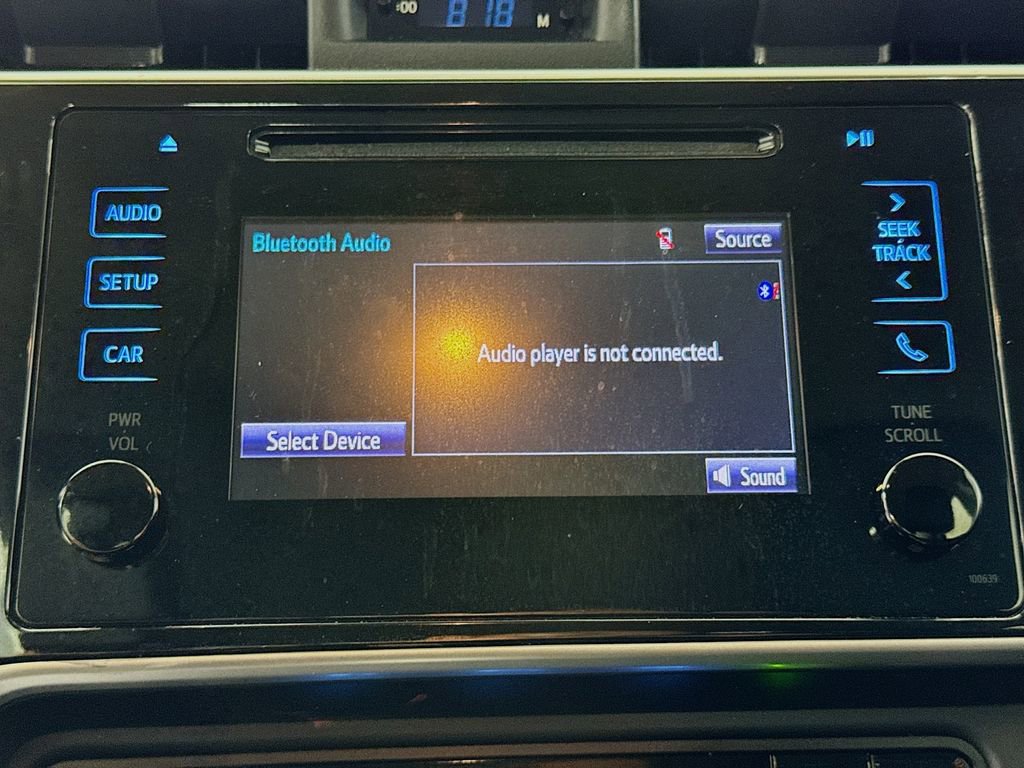 :00
8 18
M
AUDIO
SETUP
CAR
PWR
VOL
Bluetooth Audio
Source
Audio player is not connected.
Select Device
Sound
>
SEEK
TRACK
<
TUNE
SCROLL
100639